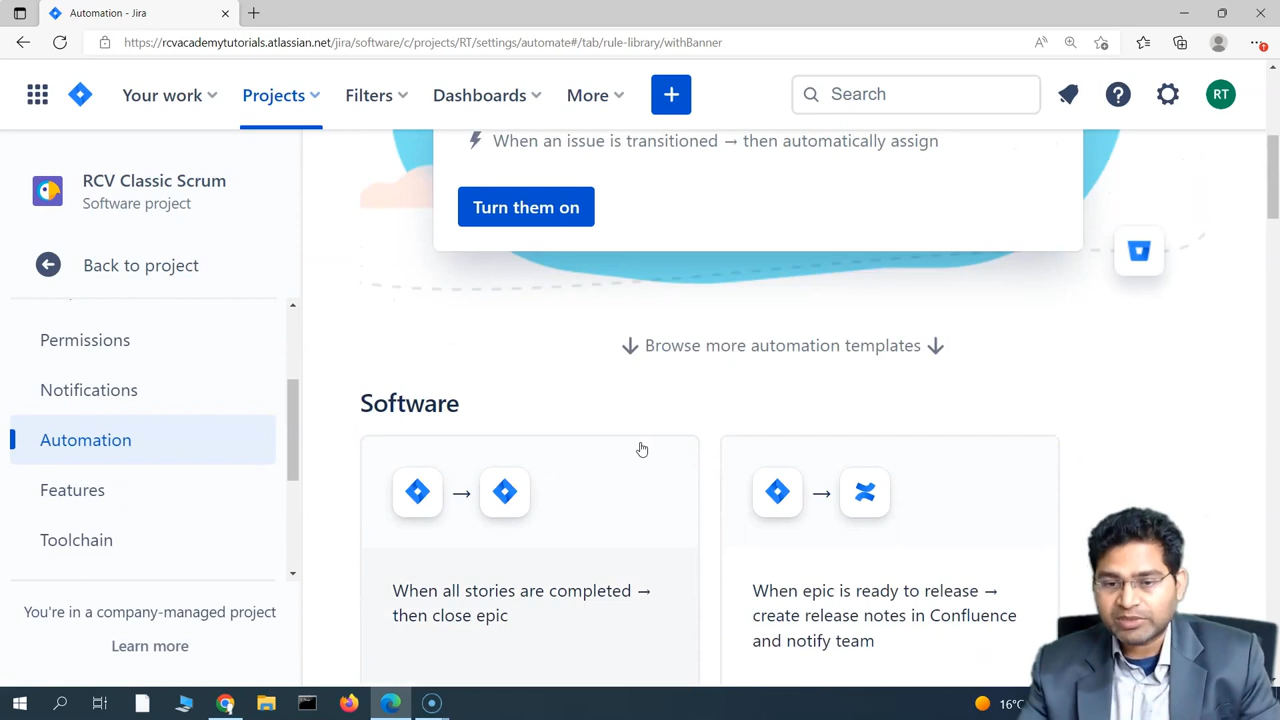 Automation - Jira
https://rcvacademytutorials.atlassian.net/jira/software/c/projects/RT/settings/automate#/tab/rule-library/withBanner
Your work
Projects
Filters
Dashboards
More
Search
RT
RCV Classic Scrum
Software project
Back to project
Permissions
Notifications
Automation
Features
Toolchain
You're in a company-managed project
Learn more
When an issue is transitioned → then automatically assign
Turn them on
↓ Browse more automation templates ↓
Software
When all stories are completed →
then close epic
When epic is ready to release →
create release notes in Confluence
and notify team
16°C